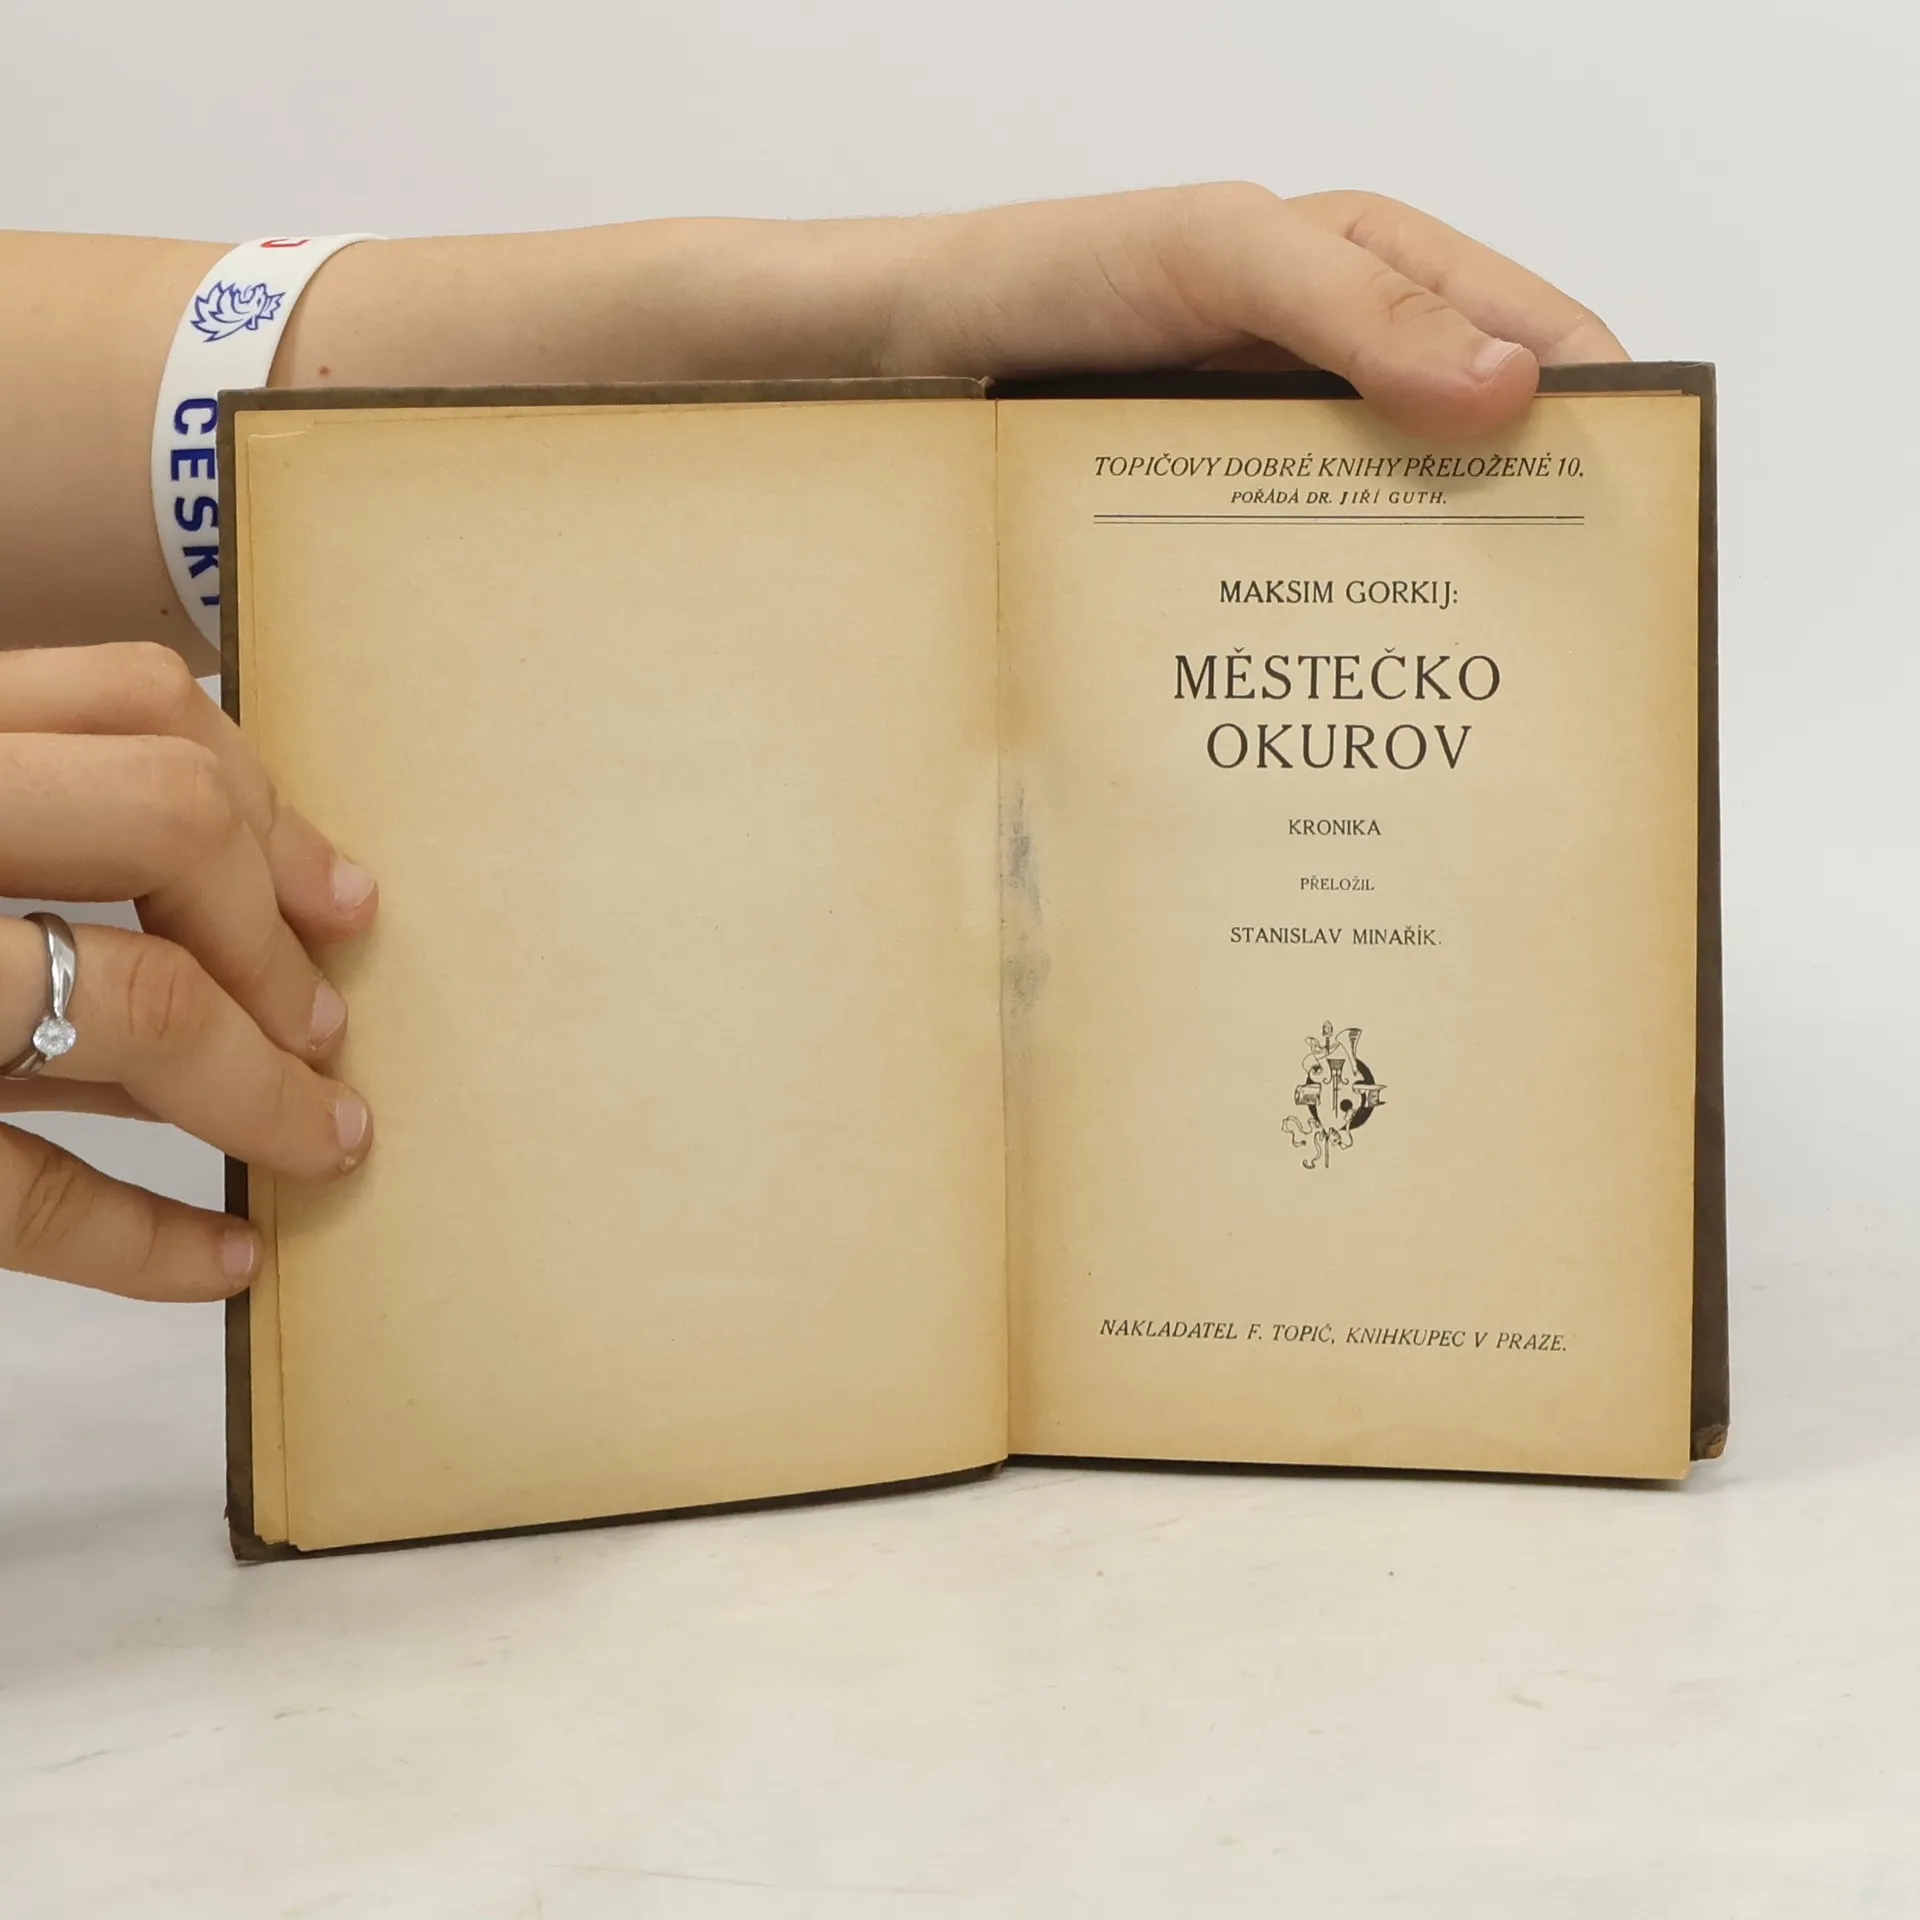 ČESK
TOPIČOVY DOBRÉ KNIHY PŘELOŽENÉ 10.
POŘÁDÁ DR. JIŘÍ GUTH.
MAKSIM GORKIJ:
MĚSTEČKO
OKUROV
KRONIKA
PŘELOŽIL
STANISLAV MINAŘÍK.
NAKLADATEL F. TOPIČ, KNIHKUPEC V PRAZE.